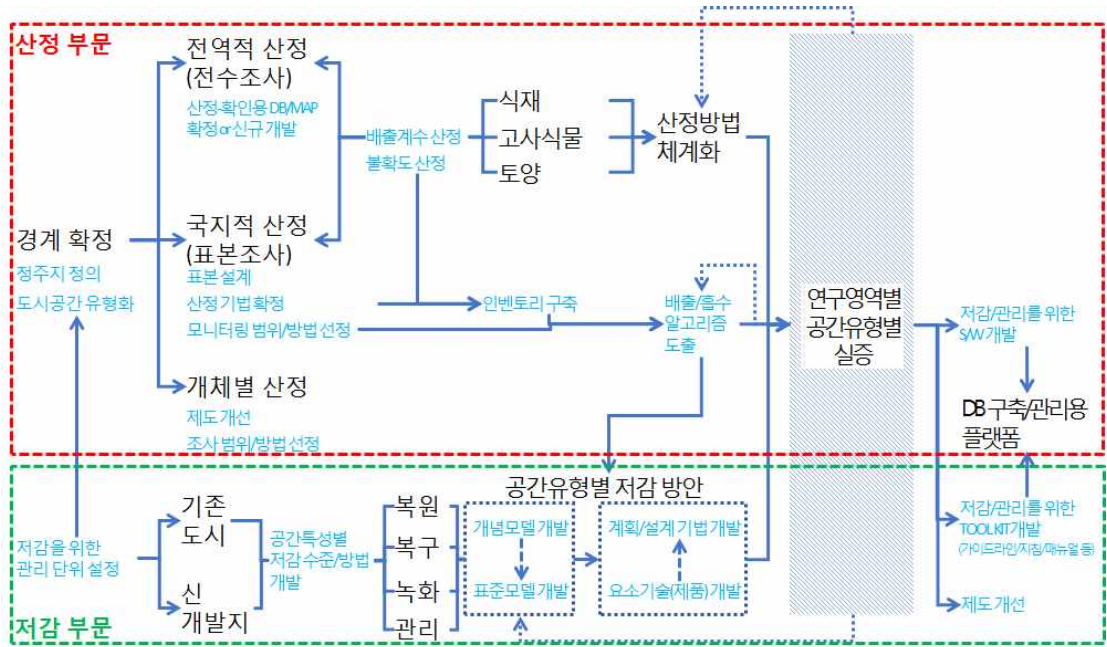 산정 부문
전역적 산정
(전수조사)
산정-확인용 DB/MAP
확정or신규 개발
배출계수 산정
불확도 산정
식재
고사식물
토양
산정방법
체계화
경계 확정
정주지 정의
도시공간 유형화
국지적 산정
(표본조사)
표본 설계
산정 기법 확정
모니터링 범위/방법 선정
인벤토리 구축
배출/흡수
알고리즘
도출
연구영역별
공간유형별
실증
저감/관리를 위한
S/W 개발
DB 구축/관리용
플랫폼
개체별 산정
제도 개선
조사 범위/방법 선정
저감 부문
저감을 위한
관리 단위 설정
기존
도시
신
개발지
공간특성별
저감 수준/방법
개발
복원
복구
녹화
관리
공간유형별 저감 방안
개념모델 개발
표준모델 개발
계획/설계 기법 개발
요소기술(제품) 개발
저감/관리를 위한
TOOLKIT개발
(가이드라인/지침/매뉴얼 등)
제도 개선